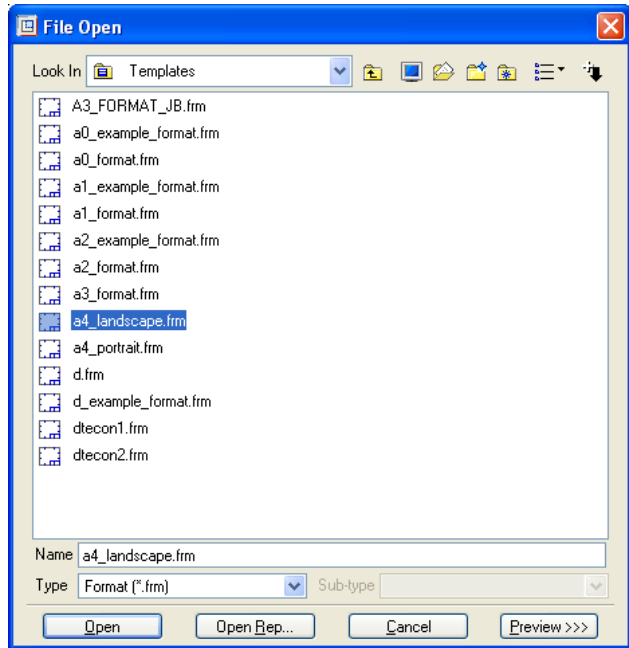 File Open
Look In Templates
A3_FORMAT_JB.frm
a0_example_format.frm
a0_format.frm
a1_example_format.frm
a1_format.frm
a2_example_format.frm
a2_format.frm
a3_format.frm
a4_landscape.frm
a4_portrait.frm
d.frm
d_example_format.frm
dtecon1.frm
dtecon2.frm
Name a4_landscape.frm
Type Format (*.frm) Sub-type
Open Open Rep... Cancel Preview >>>